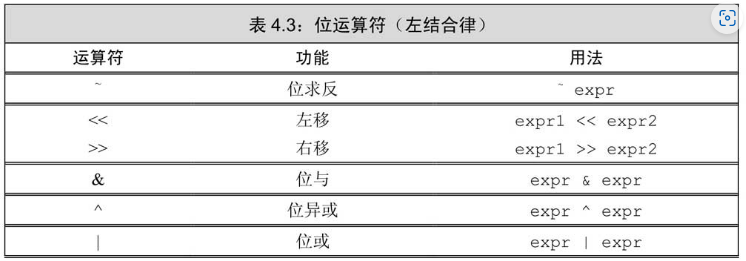 表 4.3：位运算符（左结合律）
运算符 功能 用法
~ 位求反 ~ expr
<< 左移 expr1 << expr2
>> 右移 expr1 >> expr2
& 位与 expr & expr
^ 位异或 expr ^ expr
| 位或 expr | expr